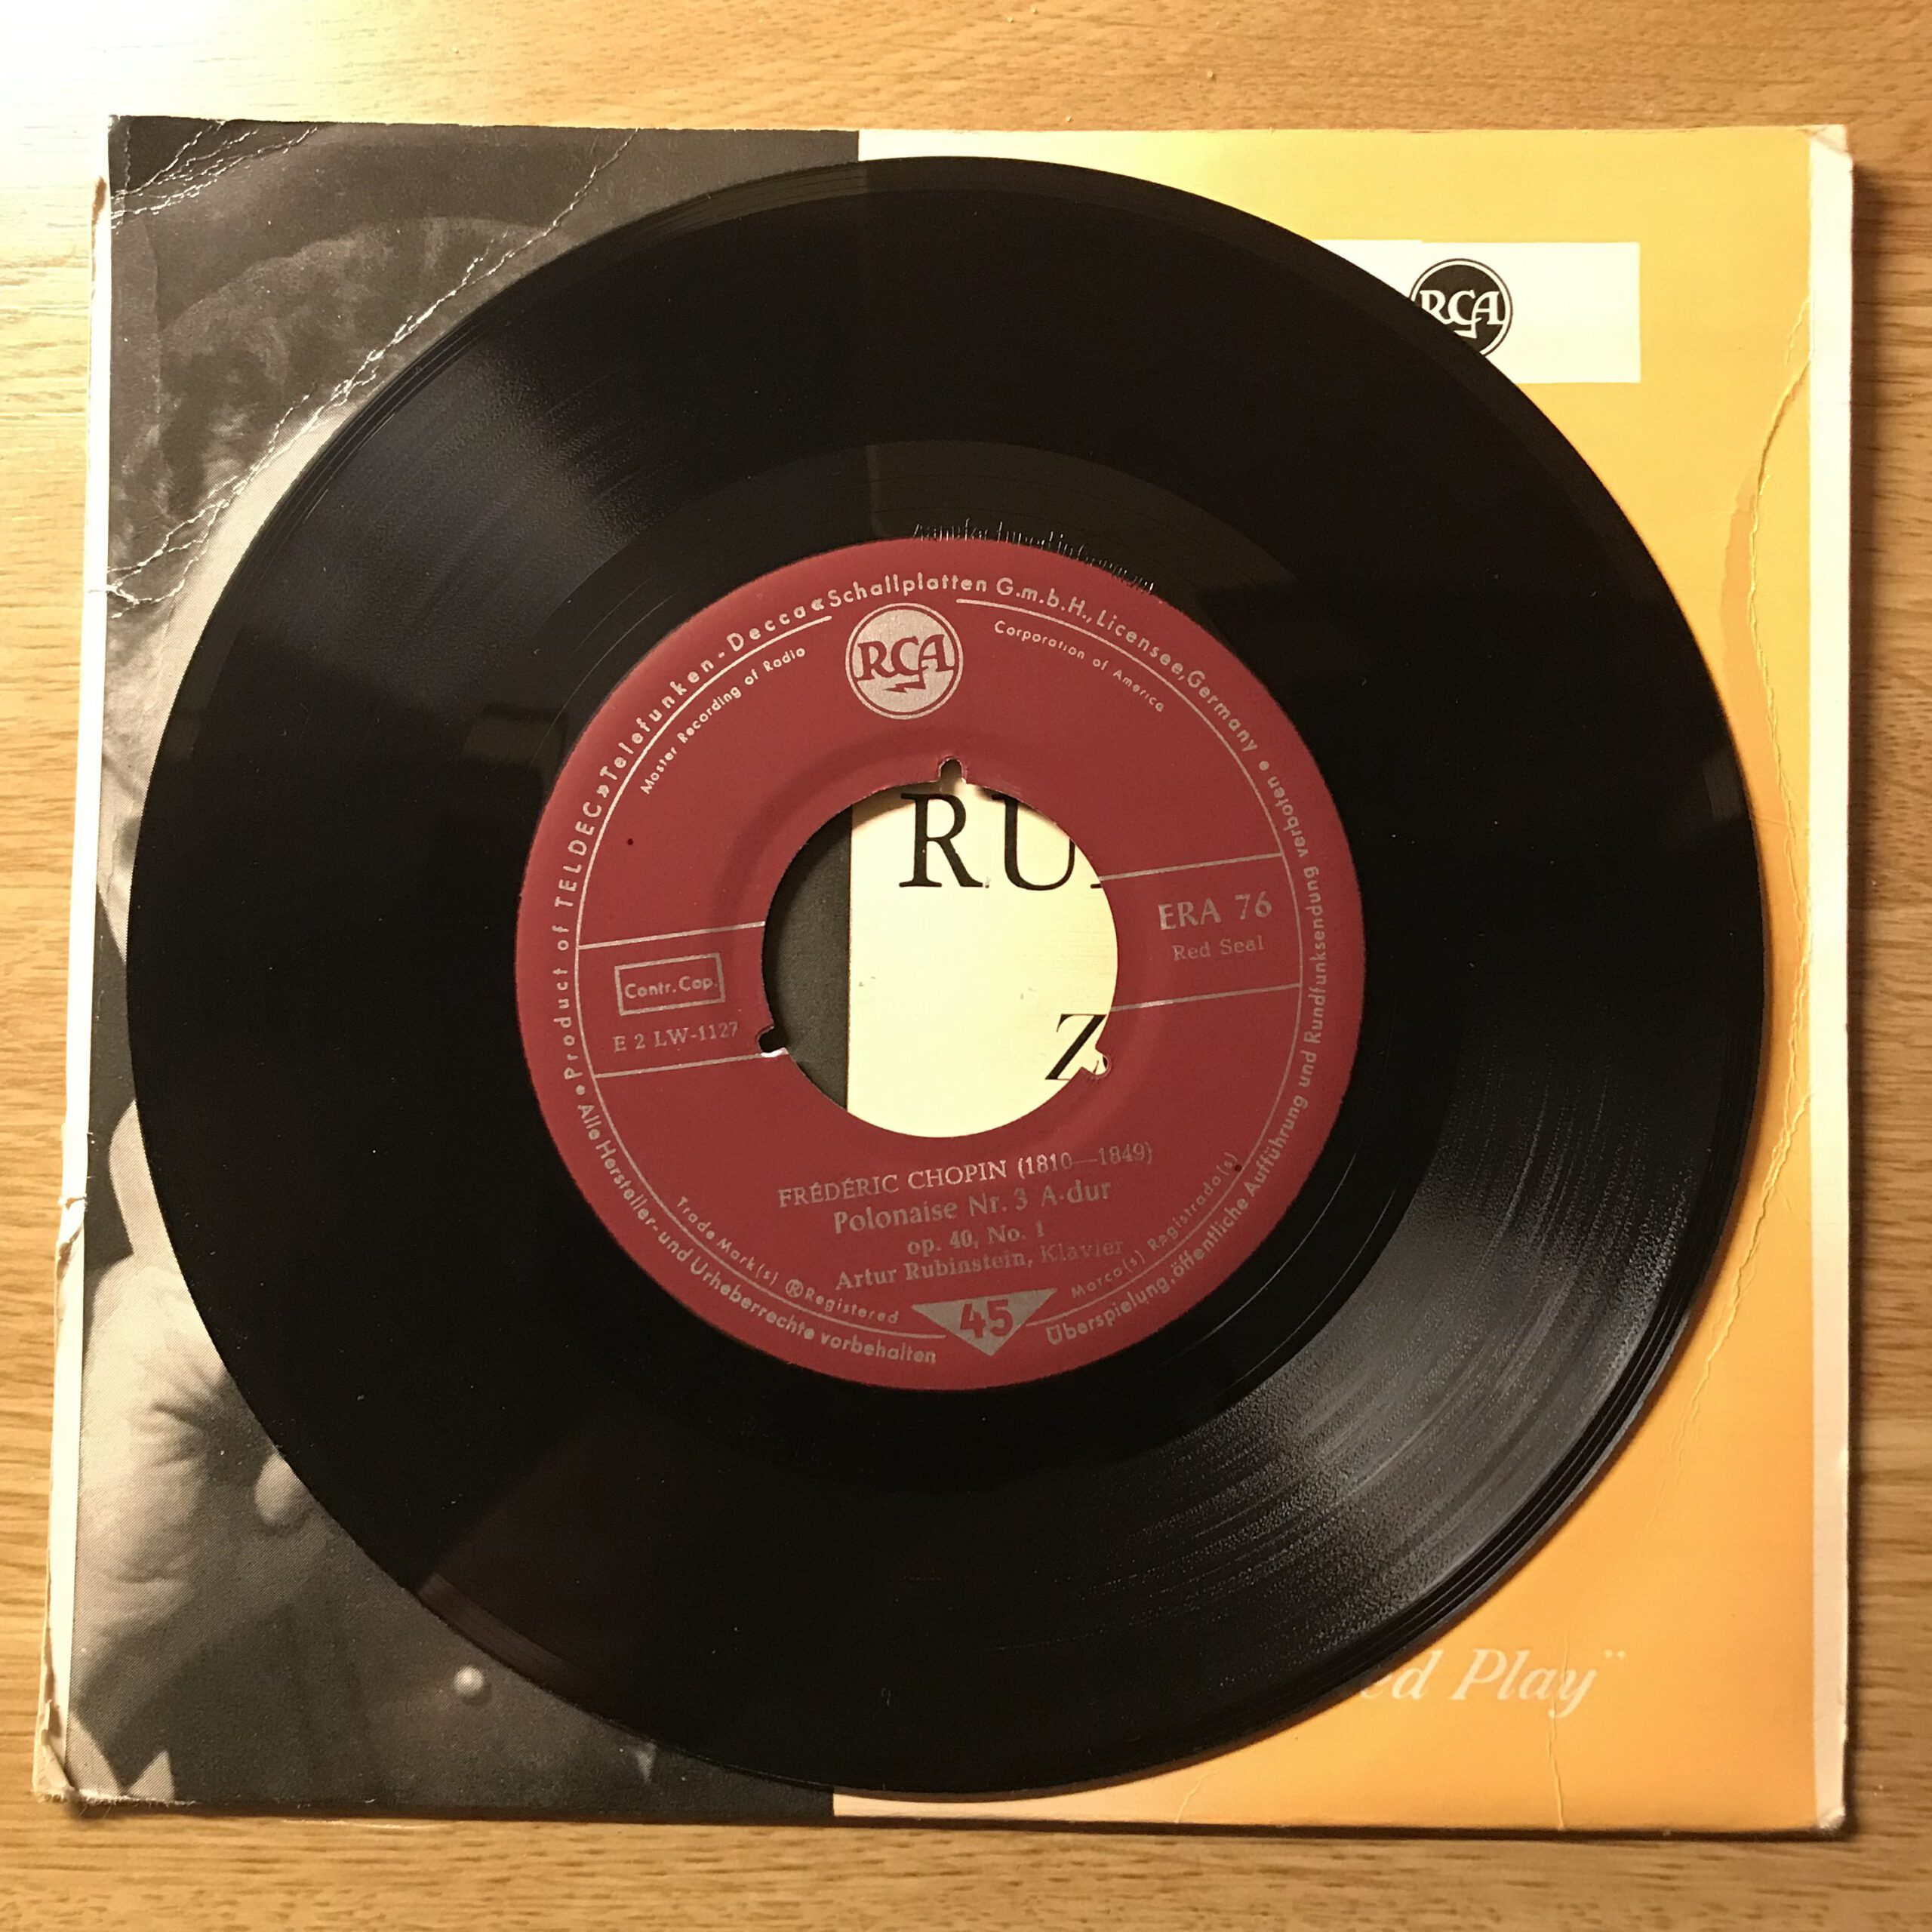 RCA
»Telefunken-Decca« Schallplatten G.m.b.H., Licensee, Germany •
Product of TELDEC
Master Recording of Radio
RCA
Corporation of America
RU
ERA 76
Red Seal
Contr. Cop.
E 2 LW-1127
Z
FRÉDÉRIC CHOPIN (1810—1849)
Polonaise Nr. 3 A-dur
op. 40, No. 1
Artur Rubinstein, Klavier
Trade Mark(s) ® Registered
Marca(s) Registrada(s)
45
• Alle Hersteller- und Urheberrechte vorbehalten
Überspielung, öffentliche Aufführung und Rundfunksendung verboten
Play"